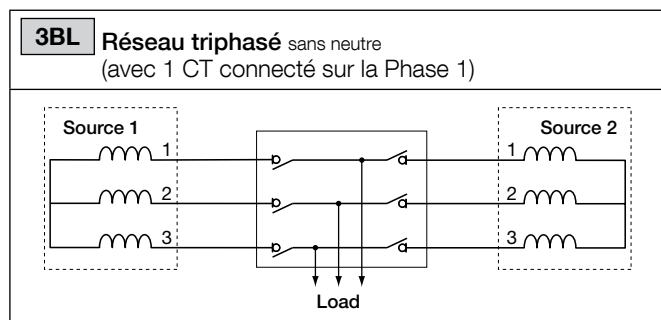 3BL Réseau triphasé sans neutre
(avec 1 CT connecté sur la Phase 1)
Source 1
Source 2
1
1
2
2
3
3
Load